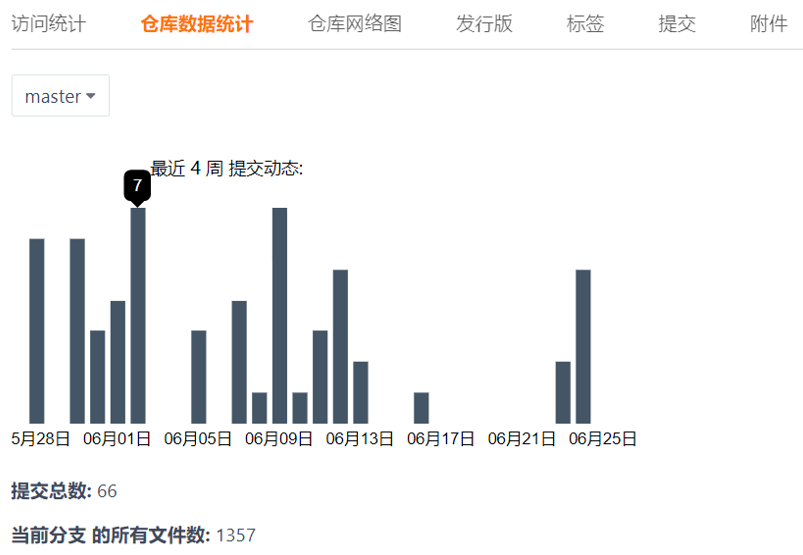 访问统计 仓库数据统计 仓库网络图 发行版 标签 提交 附件
master
最近 4 周 提交动态:
7
5月28日 06月01日 06月05日 06月09日 06月13日 06月17日 06月21日 06月25日
提交总数: 66
当前分支 的所有文件数: 1357